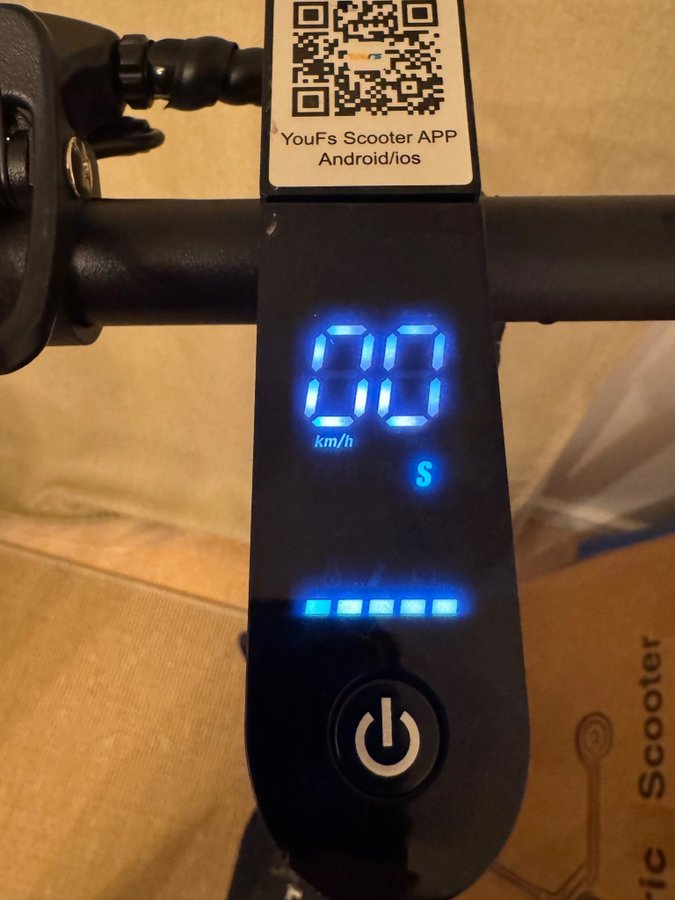 YouFs Scooter APP
Android/ios
00
km/h
S
ric Scooter